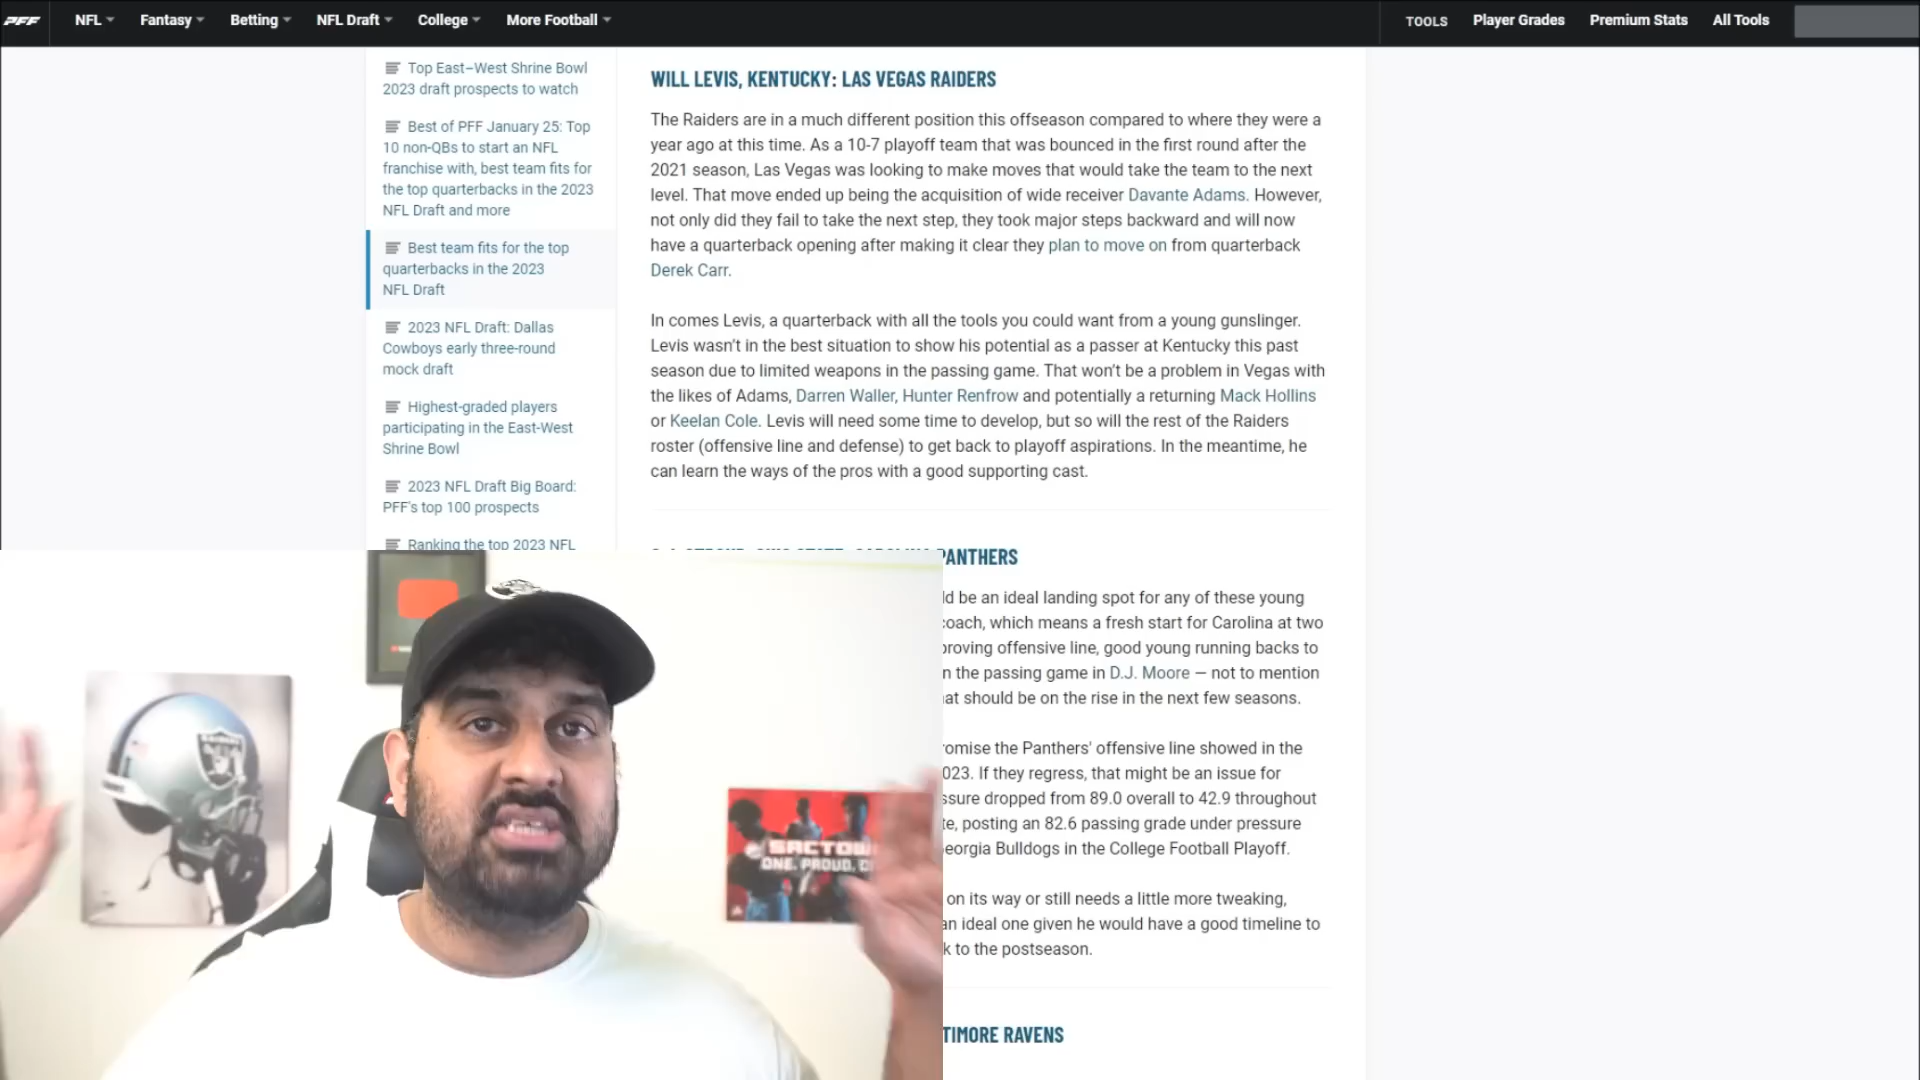 PFF
NFL
Fantasy
Betting
NFL Draft
College
More Football
TOOLS
Player Grades
Premium Stats
All Tools
Top East–West Shrine Bowl
2023 draft prospects to watch
Best of PFF January 25: Top
10 non-QBs to start an NFL
franchise with, best team fits for
the top quarterbacks in the 2023
NFL Draft and more
Best team fits for the top
quarterbacks in the 2023
NFL Draft
2023 NFL Draft: Dallas
Cowboys early three-round
mock draft
Highest-graded players
participating in the East-West
Shrine Bowl
2023 NFL Draft Big Board:
PFF's top 100 prospects
Ranking the top 2023 NFL
WILL LEVIS, KENTUCKY: LAS VEGAS RAIDERS
The Raiders are in a much different position this offseason compared to where they were a
year ago at this time. As a 10-7 playoff team that was bounced in the first round after the
2021 season, Las Vegas was looking to make moves that would take the team to the next
level. That move ended up being the acquisition of wide receiver Davante Adams. However,
not only did they fail to take the next step, they took major steps backward and will now
have a quarterback opening after making it clear they plan to move on from quarterback
Derek Carr.
In comes Levis, a quarterback with all the tools you could want from a young gunslinger.
Levis wasn't in the best situation to show his potential as a passer at Kentucky this past
season due to limited weapons in the passing game. That won't be a problem in Vegas with
the likes of Adams, Darren Waller, Hunter Renfrow and potentially a returning Mack Hollins
or Keelan Cole. Levis will need some time to develop, but so will the rest of the Raiders
roster (offensive line and defense) to get back to playoff aspirations. In the meantime, he
can learn the ways of the pros with a good supporting cast.
PANTHERS
ld be an ideal landing spot for any of these young
coach, which means a fresh start for Carolina at two
proving offensive line, good young running backs to
n the passing game in D.J. Moore — not to mention
at should be on the rise in the next few seasons.
romise the Panthers' offensive line showed in the
023. If they regress, that might be an issue for
ssure dropped from 89.0 overall to 42.9 throughout
te, posting an 82.6 passing grade under pressure
Georgia Bulldogs in the College Football Playoff.
on its way or still needs a little more tweaking,
an ideal one given he would have a good timeline to
k to the postseason.
TIMORE RAVENS
RAIDERS
SACTOW
ONE. PROUD. C